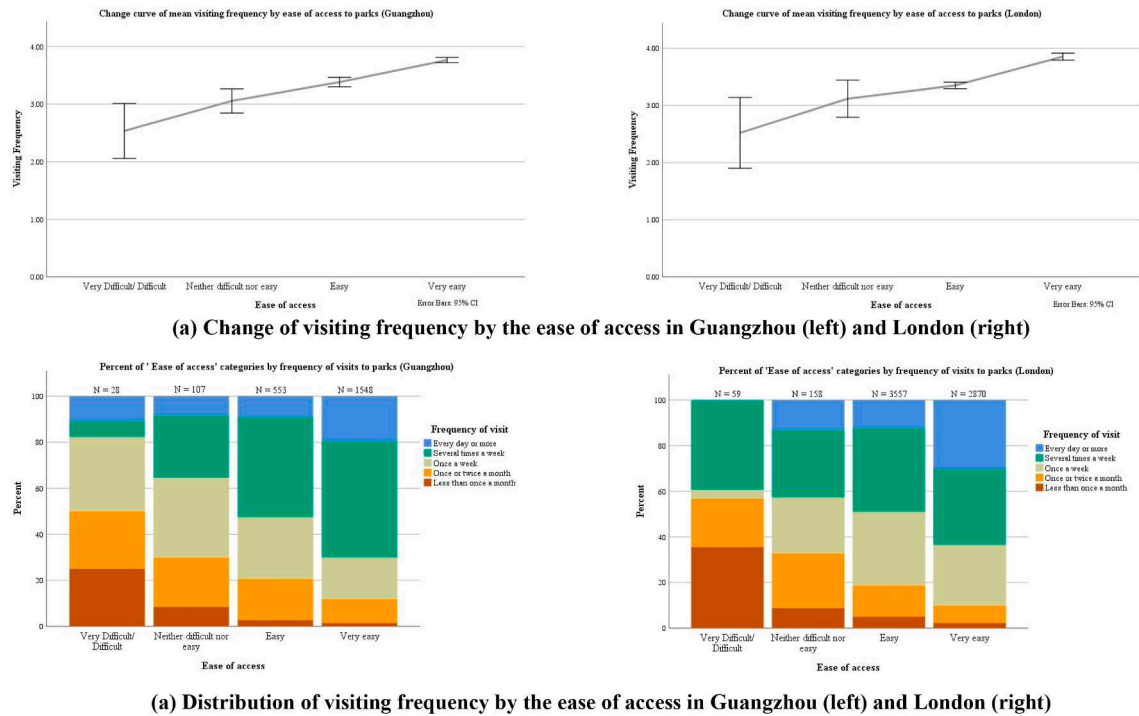 Change curve of mean visiting frequency by ease of access to parks (Guangzhou)
4.00
3.00
2.00
1.00
0.00
Visiting Frequency
Very Difficult/ Difficult
Neither difficult nor easy
Easy
Very easy
Ease of access
Error Bars: 95% CI
Change curve of mean visiting frequency by ease of access to parks (London)
4.00
3.00
2.00
1.00
0.00
Visiting Frequency
Very Difficult/ Difficult
Neither difficult nor easy
Easy
Very easy
Ease of access
Error Bars: 95% CI
(a) Change of visiting frequency by the ease of access in Guangzhou (left) and London (right)
Percent of ' Ease of access' categories by frequency of visits to parks (Guangzhou)
N = 28
N = 107
N = 553
N = 1548
100
80
60
40
20
0
Percent
Frequency of visit
Every day or more
Several times a week
Once a week
Once or twice a month
Less than once a month
Very Difficult/
Difficult
Neither difficult nor
easy
Easy
Very easy
Ease of access
Percent of 'Ease of access' categories by frequency of visits to parks (London)
N = 59
N = 158
N = 3557
N = 2870
100
80
60
40
20
0
Percent
Frequency of visit
Every day or more
Several times a week
Once a week
Once or twice a month
Less than once a month
Very Difficult/
Difficult
Neither difficult nor
easy
Easy
Very easy
Ease of access
(a) Distribution of visiting frequency by the ease of access in Guangzhou (left) and London (right)